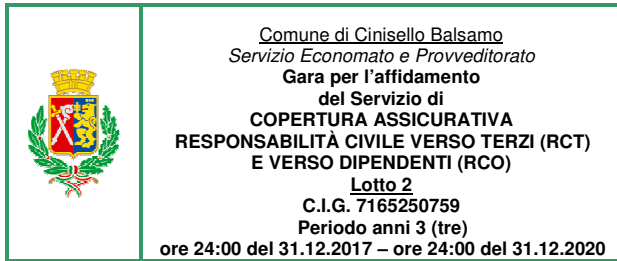 Comune di Cinisello Balsamo
Servizio Economato e Provveditorato
Gara per l'affidamento
del Servizio di
COPERTURA ASSICURATIVA
RESPONSABILITÀ CIVILE VERSO TERZI (RCT)
E VERSO DIPENDENTI (RCO)
Lotto 2
C.I.G. 7165250759
Periodo anni 3 (tre)
ore 24:00 del 31.12.2017 – ore 24:00 del 31.12.2020